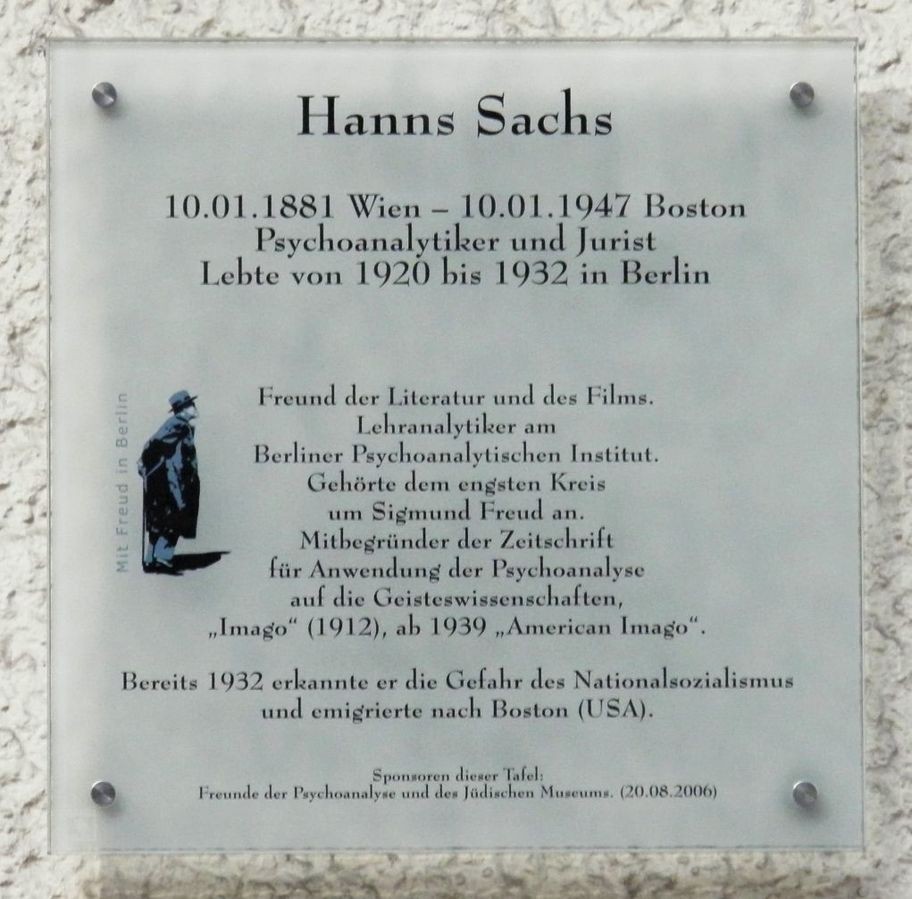 Hanns Sachs
10.01.1881 Wien – 10.01.1947 Boston
Psychoanalytiker und Jurist
Lebte von 1920 bis 1932 in Berlin
Mit Freud in Berlin
Freund der Literatur und des Films.
Lehranalytiker am
Berliner Psychoanalytischen Institut.
Gehörte dem engsten Kreis
um Sigmund Freud an.
Mitbegründer der Zeitschrift
für Anwendung der Psychoanalyse
auf die Geisteswissenschaften,
„Imago“ (1912), ab 1939 „American Imago“.
Bereits 1932 erkannte er die Gefahr des Nationalsozialismus
und emigrierte nach Boston (USA).
Sponsoren dieser Tafel:
Freunde der Psychoanalyse und des Jüdischen Museums. (20.08.2006)